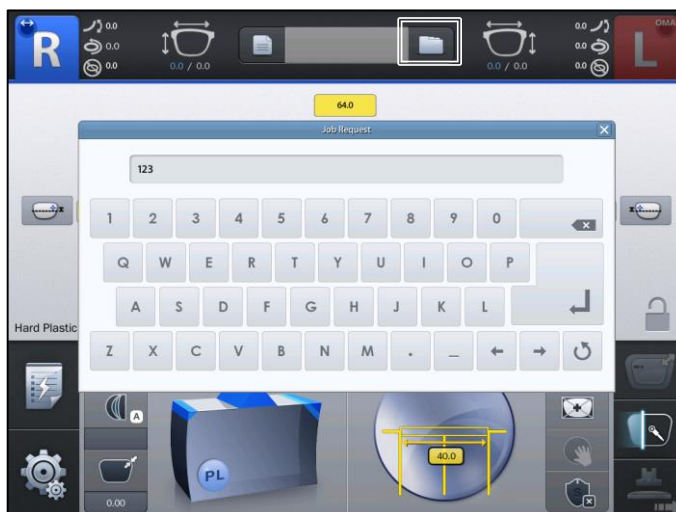 R
0.0
0.0
0.0
0.0 / 0.0
0.0 / 0.0
0.0
0.0
0.0
OMA
L
64.0
Job Request
X
123
1 2 3 4 5 6 7 8 9 0
Q W E R T Y U I O P
A S D F G H J K L
Z X C V B N M . _
Hard Plastic
A
PL
40.0
0.00
S